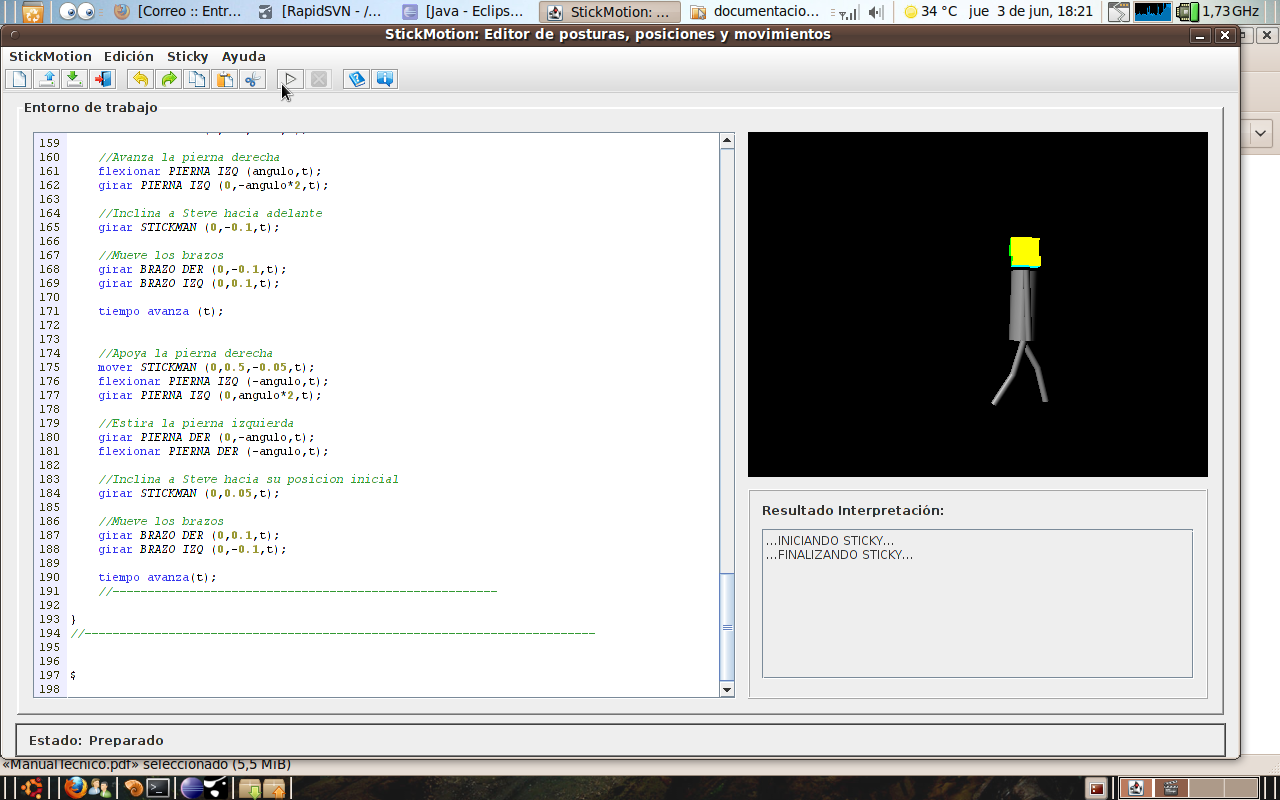 [Correo :: Entr...
[RapidSVN - /...
[Java - Eclips...
StickMotion: ...
documentacio...
34 °C
jue 3 de jun, 18:21
1,73 GHz
StickMotion: Editor de posturas, posiciones y movimientos
StickMotion Edición Sticky Ayuda
Entorno de trabajo
159
160 //Avanza la pierna derecha
161 flexionar PIERNA IZQ (angulo,t);
162 girar PIERNA IZQ (0,-angulo*2,t);
163
164 //Inclina a Steve hacia adelante
165 girar STICKMAN (0,-0.1,t);
166
167 //Mueve los brazos
168 girar BRAZO DER (0,-0.1,t);
169 girar BRAZO IZQ (0,0.1,t);
170
171 tiempo avanza (t);
172
173
174 //Apoya la pierna derecha
175 mover STICKMAN (0,0.5,-0.05,t);
176 flexionar PIERNA IZQ (-angulo,t);
177 girar PIERNA IZQ (0,angulo*2,t);
178
179 //Estira la pierna izquierda
180 girar PIERNA DER (0,-angulo,t);
181 flexionar PIERNA DER (-angulo,t);
182
183 //Inclina a Steve hacia su posicion inicial
184 girar STICKMAN (0,0.05,t);
185
186 //Mueve los brazos
187 girar BRAZO DER (0,0.1,t);
188 girar BRAZO IZQ (0,-0.1,t);
189
190 tiempo avanza(t);
191 //-------------------------------------------------------
192
193 }
194 //-------------------------------------------------------------------------
195
196
197 $
198
Resultado Interpretación:
...INICIANDO STICKY...
...FINALIZANDO STICKY...
Estado: Preparado
«ManualTecnico.pdf» seleccionado (5,5 MiB)